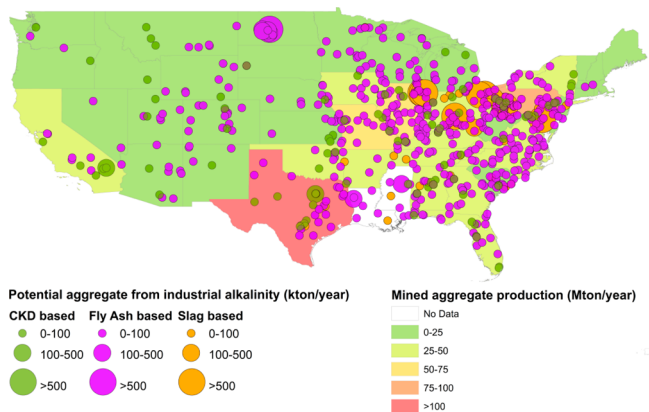 Potential aggregate from industrial alkalinity (kton/year)
CKD based Fly Ash based Slag based
0-100 0-100 0-100
100-500 100-500 100-500
>500 >500 >500
Mined aggregate production (Mton/year)
No Data
0-25
25-50
50-75
75-100
>100